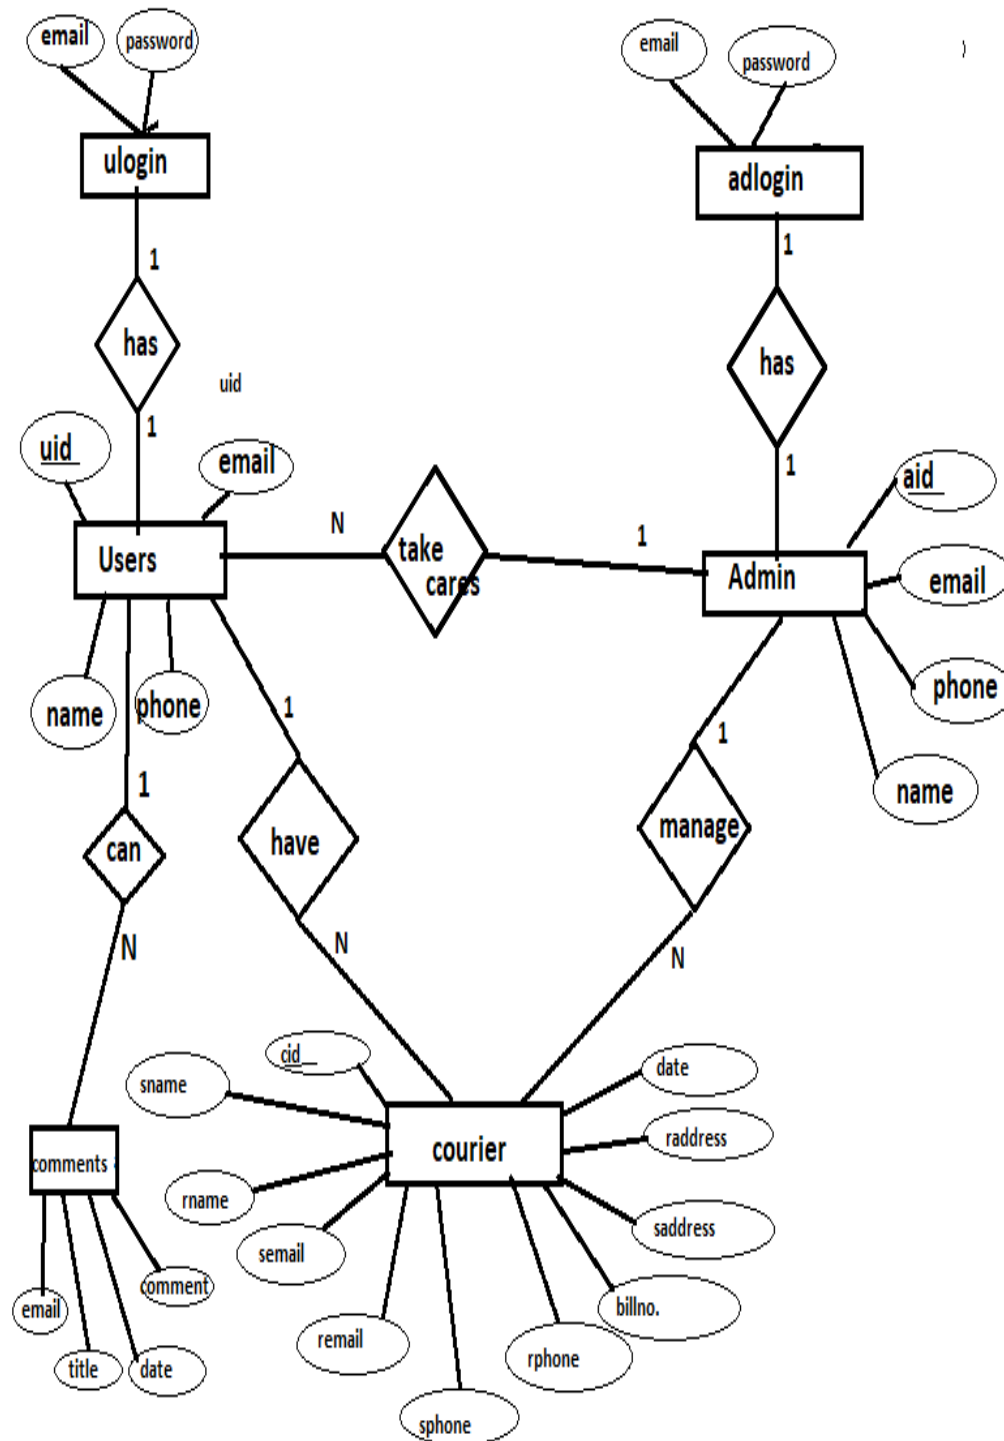 email
password
email
password
)
ulogin
adlogin
1
1
has
has
uid
1
uid
email
1
aid
N
1
take
cares
Users
Admin
email
name
phone
phone
1
1
name
1
can
have
manage
N
N
N
cid
sname
date
raddress
comments
courier
rname
saddress
semail
comment
email
billno.
remail
rphone
title
date
sphone